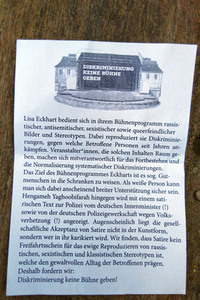 DISKRIMINIERUNG
KEINE BÜHNE
GEBEN
Lisa Eckhart bedient sich in ihrem Bühnenprogramm rassis-
tischer, antisemitischer, sexistischer sowie queerfeindlicher
Bilder und Stereotypen. Dabei reproduziert sie Diskriminie-
rungen, gegen welche Betroffene Personen seit Jahren an-
kämpfen. Veranstalter*innen, die solchen Inhalten Raum ge-
ben, machen sich mitverantwortlich für das Fortbestehen und
die Normalisierung systematischer Diskriminierungen.
Das Ziel des Bühnenprogrammes Eckharts ist es sog. Gut-
menschen in die Schranken zu weisen. Als weiße Person kann
man sich dabei anscheinend breiter Unterstützung sicher sein.
Hengameh Yaghoobifarah hingegen wird mit einem sati-
rischen Text zur Polizei vom deutschen Innenminister (!)
sowie von der deutschen Polizeigewerkschaft wegen Volks-
verhetzung (!) angezeigt. Augenscheinlich liegt die gesell-
schaftliche Akzeptanz von Satire nicht in der Kunstform,
sondern wer in ihr karikiert wird. Wir finden, dass Satire kein
Freifahrtsschein für das ewige Reproduzieren von rassis-
tischen, sexistischen und klassistischen Stereotypen ist,
welche den gewaltvollen Alltag der Betroffenen prägen.
Deshalb fordern wir:
Diskriminierung keine Bühne geben!